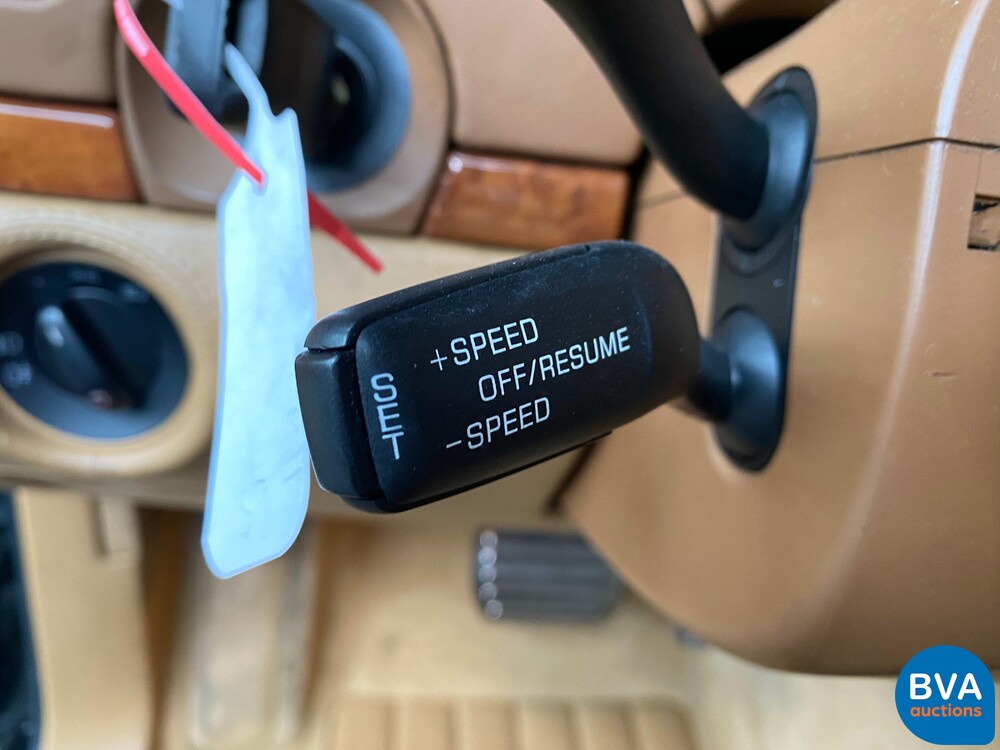 +SPEED
OFF/RESUME
-SPEED
SET
BVA
auctions